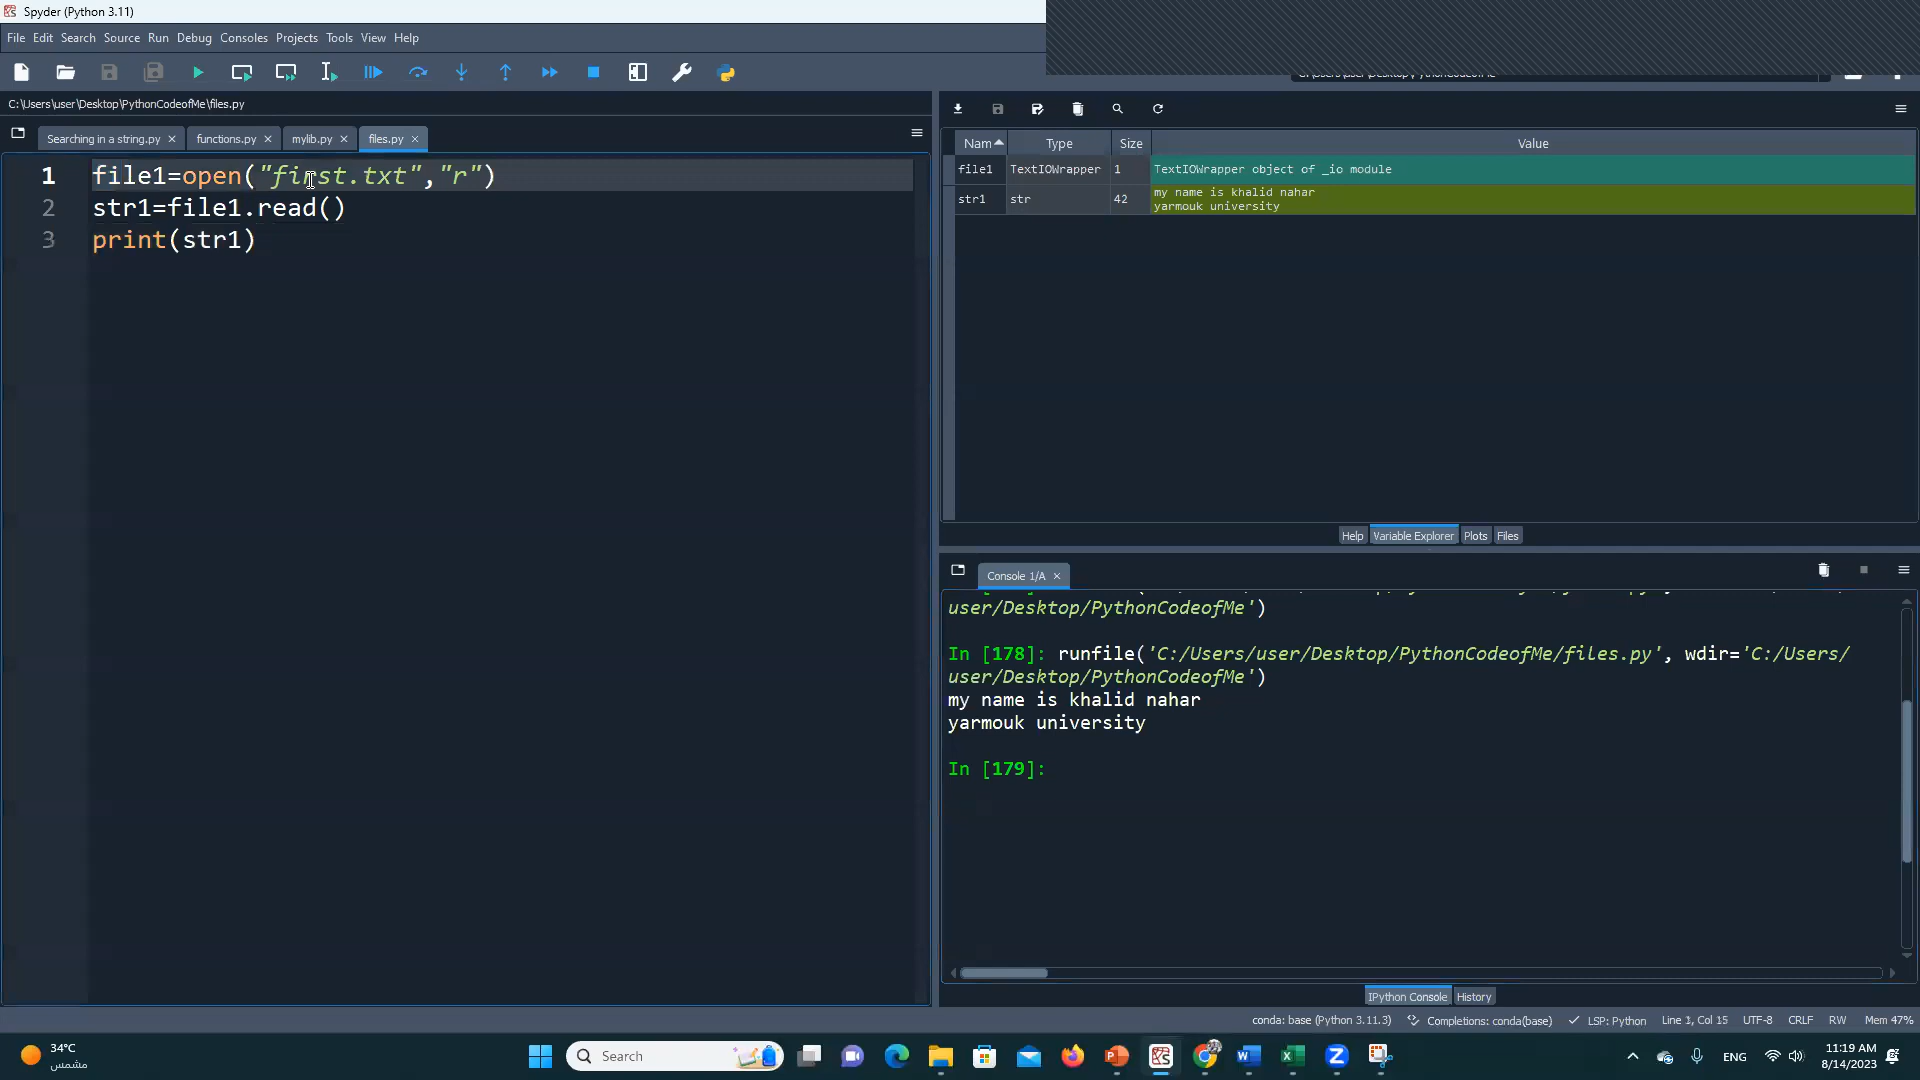 Spyder (Python 3.11)
File Edit Search Source Run Debug Consoles Projects Tools View Help
C:\Users\user\Desktop\PythonCodeofMe\files.py
Searching in a string.py functions.py mylib.py files.py
1 file1=open("first.txt","r")
2 str1=file1.read()
3 print(str1)
Nam Type Size Value
file1 TextIOWrapper 1 TextIOWrapper object of _io module
str1 str 42 my name is khalid nahar
yarmouk university
Help Variable Explorer Plots Files
Console 1/A
user/Desktop/PythonCodeofMe')
In [178]: runfile('C:/Users/user/Desktop/PythonCodeofMe/files.py', wdir='C:/Users/
user/Desktop/PythonCodeofMe')
my name is khalid nahar
yarmouk university
In [179]:
IPython Console History
conda: base (Python 3.11.3) Completions: conda(base) LSP: Python Line 1, Col 15 UTF-8 CRLF RW Mem 47%
34°C
مشمس
Search
ENG
11:19 AM
8/14/2023